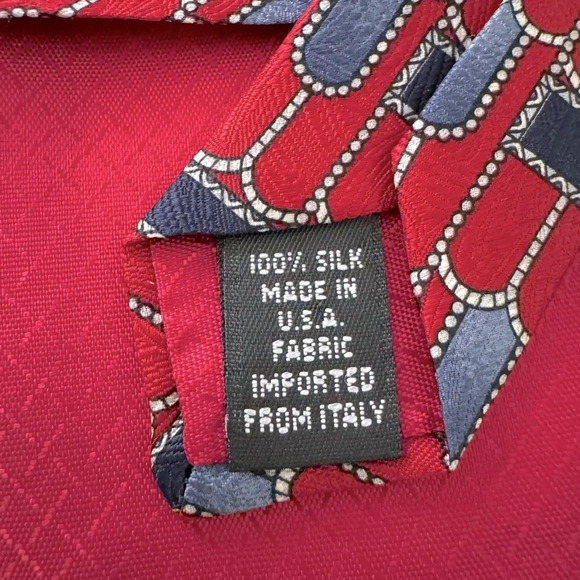 100% SILK
MADE IN
U.S.A.
FABRIC
IMPORTED
FROM ITALY